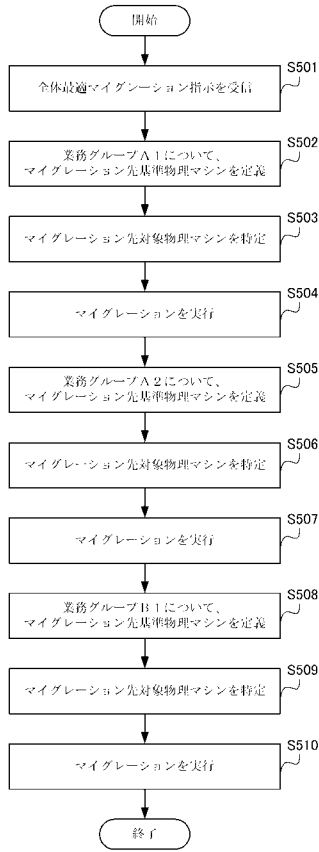 開始
S501
全体最適マイグレーション指示を受信
S502
業務グループA1について、
マイグレーション先基準物理マシンを定義
S503
マイグレーション先対象物理マシンを特定
S504
マイグレーションを実行
S505
業務グループA2について、
マイグレーション先基準物理マシンを定義
S506
マイグレーション先対象物理マシンを特定
S507
マイグレーションを実行
S508
業務グループB1について、
マイグレーション先基準物理マシンを定義
S509
マイグレーション先対象物理マシンを特定
S510
マイグレーションを実行
終了